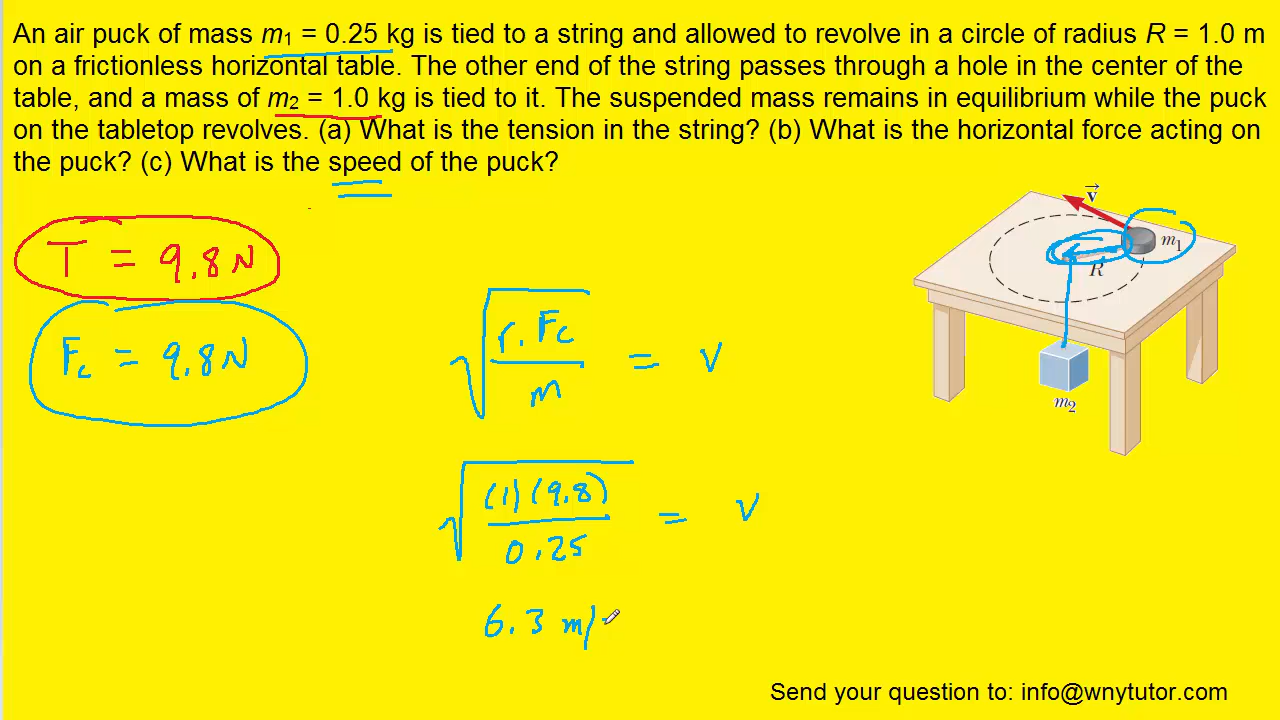 An air puck of mass m₁ = 0.25 kg is tied to a string and allowed to revolve in a circle of radius R = 1.0 m
on a frictionless horizontal table. The other end of the string passes through a hole in the center of the
table, and a mass of m₂ = 1.0 kg is tied to it. The suspended mass remains in equilibrium while the puck
on the tabletop revolves. (a) What is the tension in the string? (b) What is the horizontal force acting on
the puck? (c) What is the speed of the puck?
v⃗
m₁
R
m₂
T = 9.8 N
Fc = 9.8 N
√(r . Fc / m) = v
√((1)(9.8) / 0.25) = v
6.3 m/
Send your question to: info@wnytutor.com